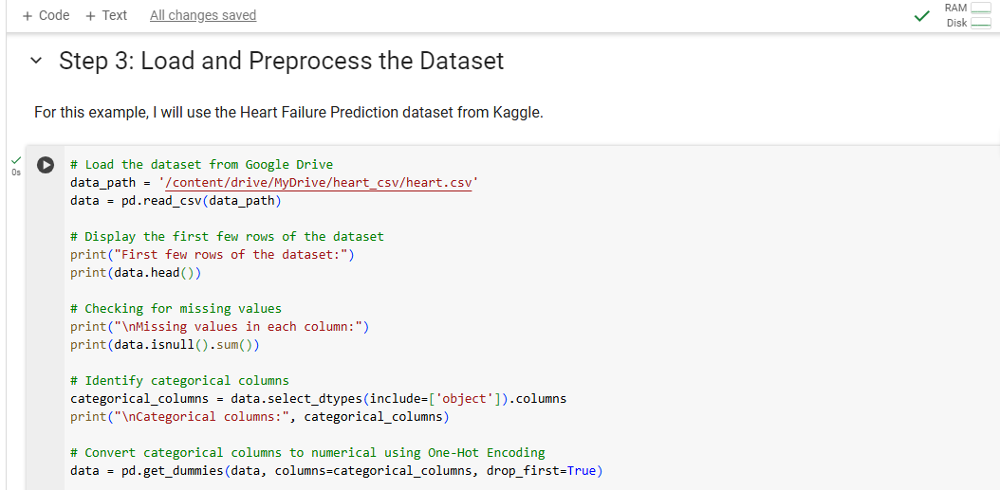 + Code + Text All changes saved
RAM
Disk
Step 3: Load and Preprocess the Dataset
For this example, I will use the Heart Failure Prediction dataset from Kaggle.
0s
# Load the dataset from Google Drive
data_path = '/content/drive/MyDrive/heart_csv/heart.csv'
data = pd.read_csv(data_path)
# Display the first few rows of the dataset
print("First few rows of the dataset:")
print(data.head())
# Checking for missing values
print("\nMissing values in each column:")
print(data.isnull().sum())
# Identify categorical columns
categorical_columns = data.select_dtypes(include=['object']).columns
print("\nCategorical columns:", categorical_columns)
# Convert categorical columns to numerical using One-Hot Encoding
data = pd.get_dummies(data, columns=categorical_columns, drop_first=True)